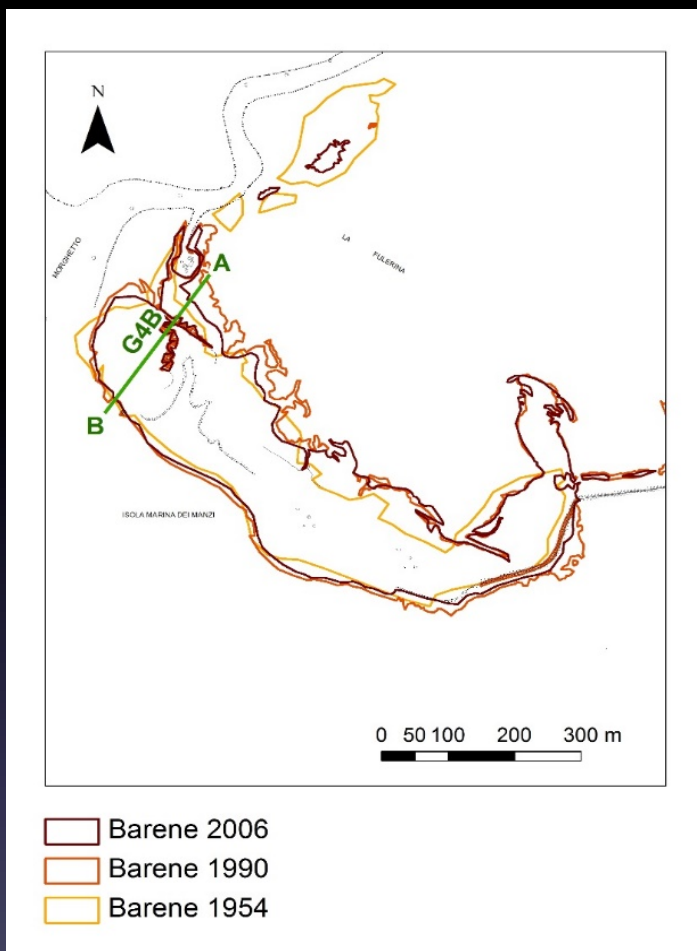 N
MORGHETTO
LA FULERINA
A
G4B
B
ISOLA MARINA DEI MANZI
0 50 100 200 300 m
Barene 2006
Barene 1990
Barene 1954